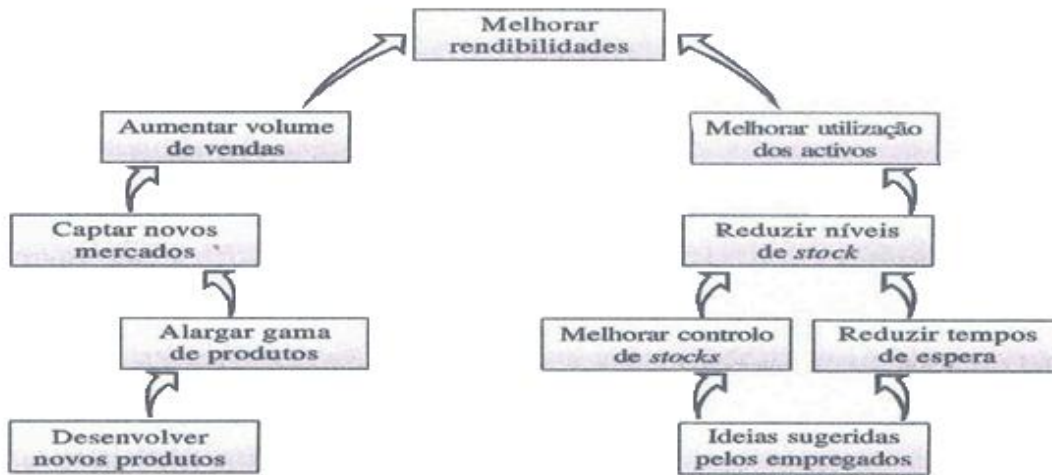 Melhorar
rendibilidades
Aumentar volume
de vendas
Melhorar utilização
dos activos
Captar novos
mercados
Reduzir níveis
de stock
Alargar gama
de produtos
Melhorar controlo
de stocks
Reduzir tempos
de espera
Desenvolver
novos produtos
Ideias sugeridas
pelos empregados